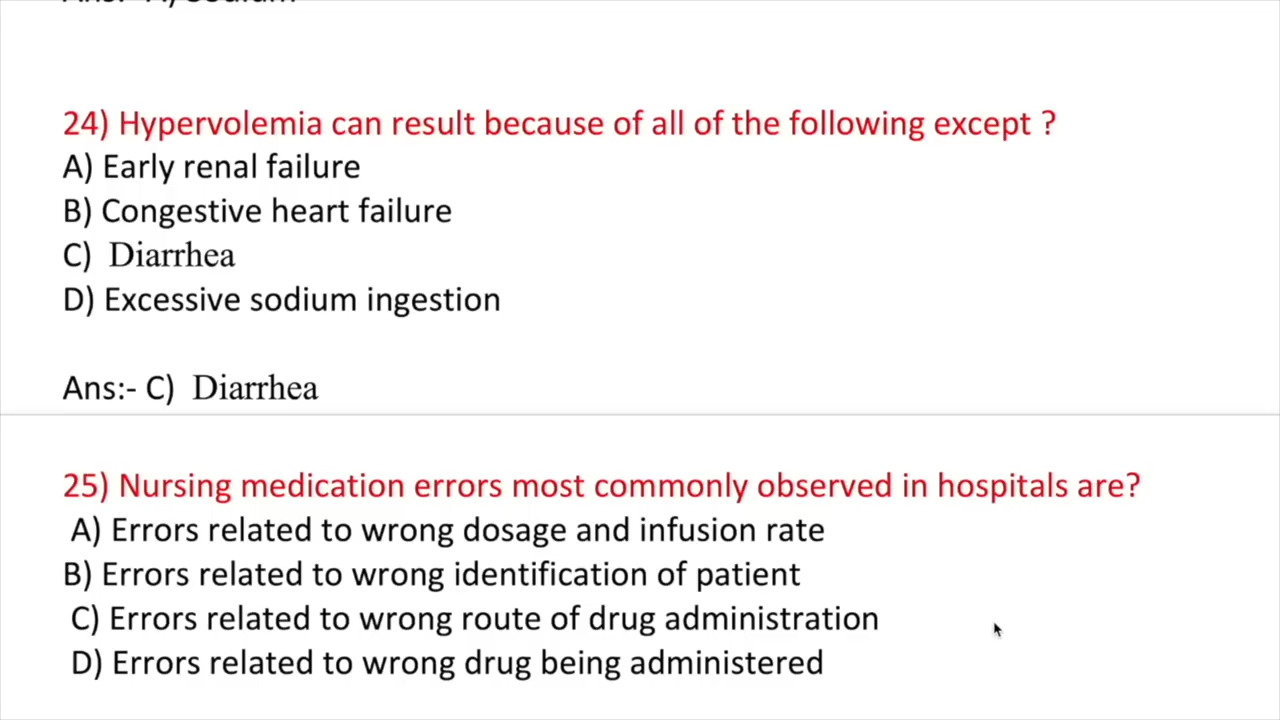 Ans:- A) Sodium
24) Hypervolemia can result because of all of the following except ?
A) Early renal failure
B) Congestive heart failure
C) Diarrhea
D) Excessive sodium ingestion
Ans:- C) Diarrhea
25) Nursing medication errors most commonly observed in hospitals are?
A) Errors related to wrong dosage and infusion rate
B) Errors related to wrong identification of patient
C) Errors related to wrong route of drug administration
D) Errors related to wrong drug being administered